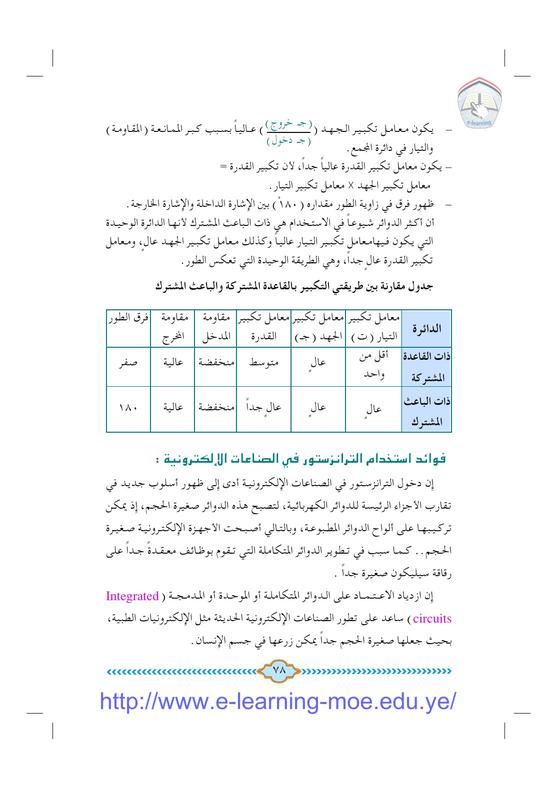 e-learning
– يكون معامل تكبير الجهد ( جـ خروج / جـ دخول ) عالياً بسبب كبر الممانعة ( المقاومة )
والتيار في دائرة المجمع .
– يكون معامل تكبير القدرة عالياً جداً، لأن تكبير القدرة =
معامل تكبير الجهد X معامل تكبير التيار .
– ظهور فرق في زاوية الطور مقداره ( ١٨٠ْ ) بين الإشارة الداخلة والإشارة الخارجة .
أن أكثر الدوائر شيوعاً في الاستخدام هي ذات الباعث المشترك لأنها الدائرة الوحيدة
التي يكون فيهامعامل تكبير التيار عالياً وكذلك معامل تكبير الجهد عالٍ، ومعامل
تكبير القدرة عالٍ جداً، وهي الطريقة الوحيدة التي تعكس الطور .
جدول مقارنة بين طريقتي التكبير بالقاعدة المشتركة والباعث المشترك
الدائرة | معامل تكبير التيار ( ت ) | معامل تكبير الجهد ( جـ ) | معامل تكبير القدرة | مقاومة المدخل | مقاومة المخرج | فرق الطور
ذات القاعدة المشتركة | أقل من واحد | عالٍ | متوسط | منخفضة | عالية | صفر
ذات الباعث المشترك | عالٍ | عالٍ | عالٍ جداً | منخفضة | عالية | ١٨٠
فوائد استخدام الترانزستور في الصناعات الإلكترونية :
إن دخول الترانزستور في الصناعات الإلكترونية أدى إلى ظهور أسلوب جديد في
تقارب الأجزاء الرئيسة للدوائر الكهربائية، لتصبح هذه الدوائر صغيرة الحجم، إذ يمكن
تركيبها على ألواح الدوائر المطبوعة، وبالتالي أصبحت الأجهزة الإلكترونية صغيرة
الحجم .. كما سبب في تطوير الدوائر المتكاملة التي تقوم بوظائف معقدة جداً على
رقاقة سيليكون صغيرة جداً .
إن ازدياد الاعتماد على الدوائر المتكاملة أو الموحدة أو المدمجة ( Integrated
circuits ) ساعد على تطور الصناعات الإلكترونية الحديثة مثل الإلكترونيات الطبية،
بحيث جعلها صغيرة الحجم جداً يمكن زرعها في جسم الإنسان .
٧٨
http://www.e-learning-moe.edu.ye/